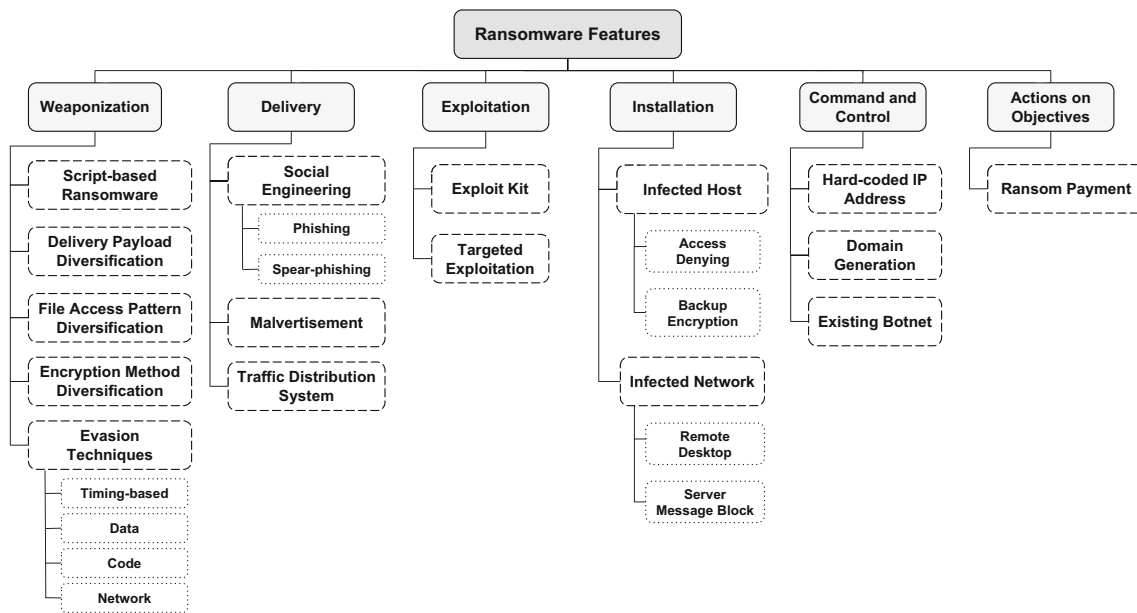 Ransomware Features
Weaponization
Delivery
Exploitation
Installation
Command and
Control
Actions on
Objectives
Script-based
Ransomware
Delivery Payload
Diversification
File Access Pattern
Diversification
Encryption Method
Diversification
Evasion
Techniques
Timing-based
Data
Code
Network
Social
Engineering
Phishing
Spear-phishing
Malvertisement
Traffic Distribution
System
Exploit Kit
Targeted
Exploitation
Infected Host
Access
Denying
Backup
Encryption
Infected Network
Remote
Desktop
Server
Message Block
Hard-coded IP
Address
Domain
Generation
Existing Botnet
Ransom Payment